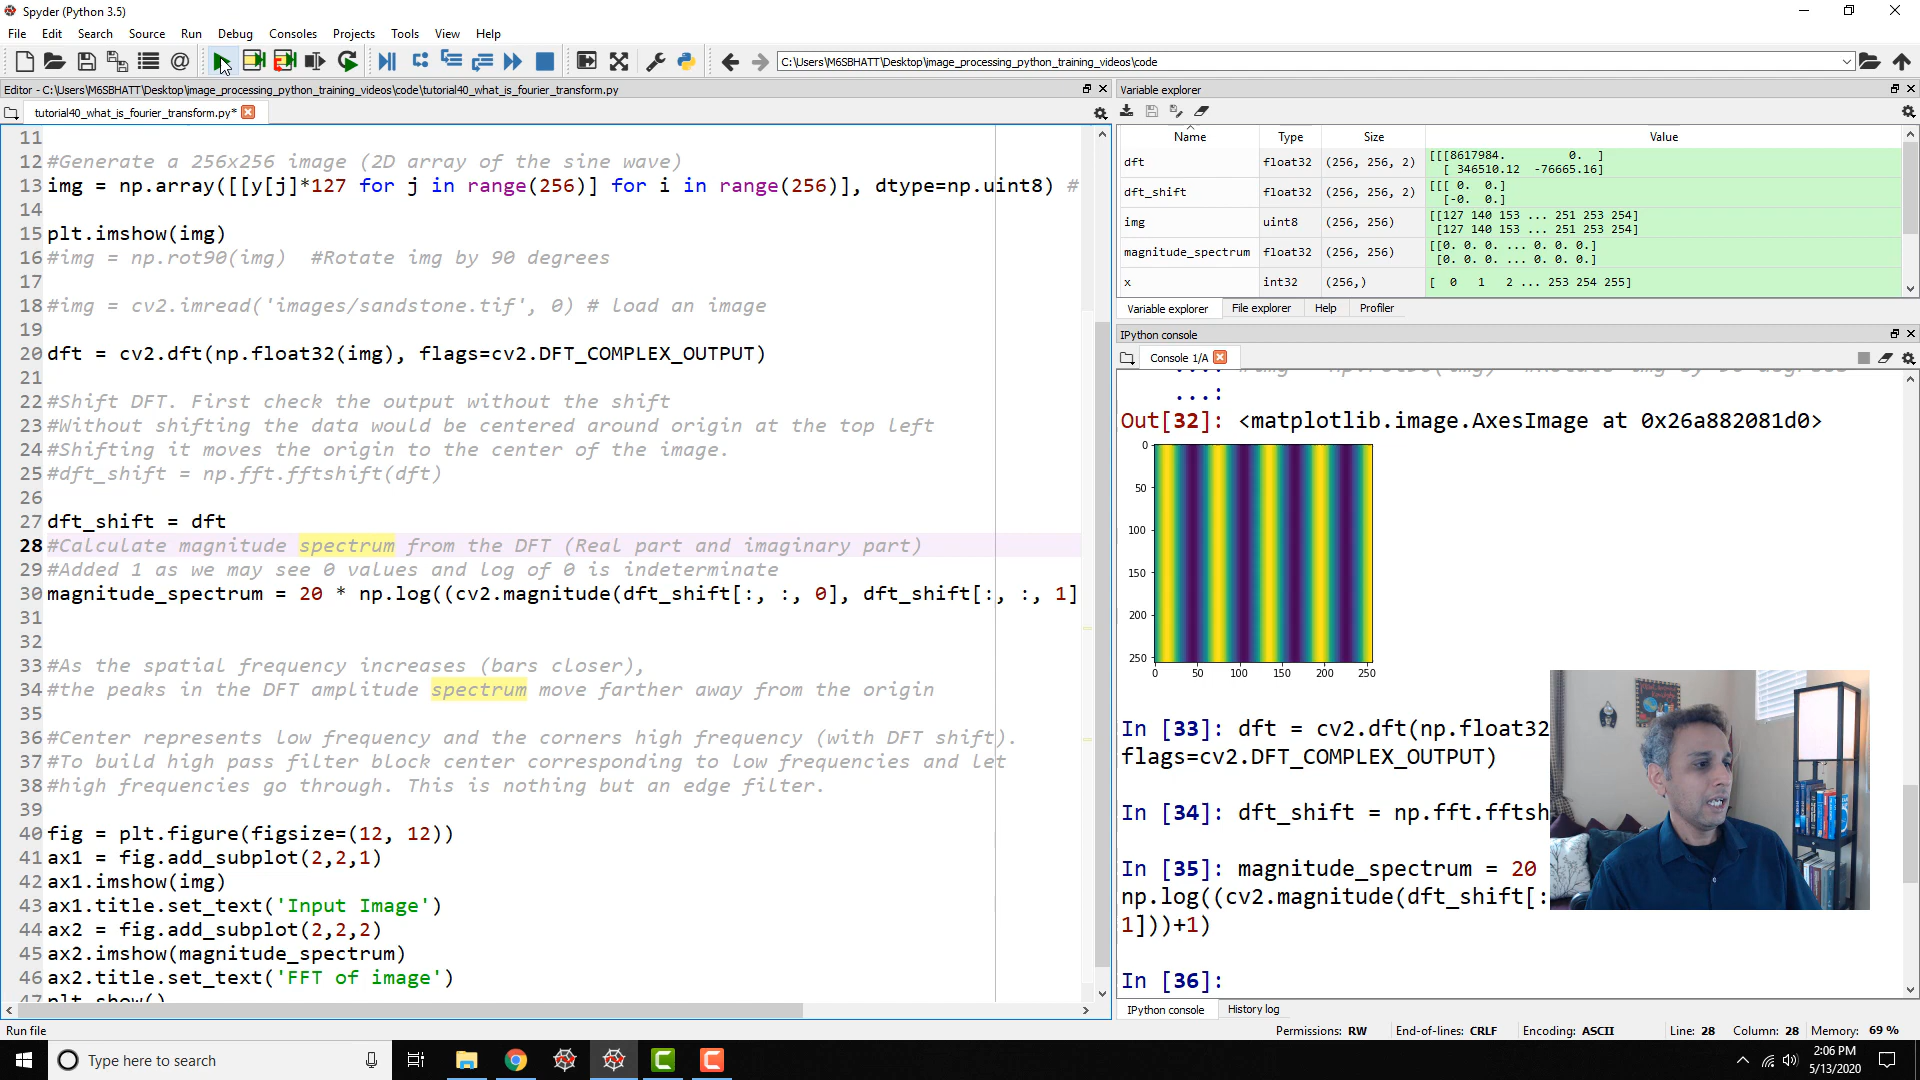 Spyder (Python 3.5)
File Edit Search Source Run Debug Consoles Projects Tools View Help
C:\Users\M6SBHATT\Desktop\image_processing_python_training_videos\code
Editor - C:\Users\M6SBHATT\Desktop\image_processing_python_training_videos\code\tutorial40_what_is_fourier_transform.py
tutorial40_what_is_fourier_transform.py*
11
12 #Generate a 256x256 image (2D array of the sine wave)
13 img = np.array([[y[j]*127 for j in range(256)] for i in range(256)], dtype=np.uint8) #
14
15 plt.imshow(img)
16 #img = np.rot90(img)  #Rotate img by 90 degrees
17
18 #img = cv2.imread('images/sandstone.tif', 0) # load an image
19
20 dft = cv2.dft(np.float32(img), flags=cv2.DFT_COMPLEX_OUTPUT)
21
22 #Shift DFT. First check the output without the shift
23 #Without shifting the data would be centered around origin at the top left
24 #Shifting it moves the origin to the center of the image.
25 #dft_shift = np.fft.fftshift(dft)
26
27 dft_shift = dft
28 #Calculate magnitude spectrum from the DFT (Real part and imaginary part)
29 #Added 1 as we may see 0 values and log of 0 is indeterminate
30 magnitude_spectrum = 20 * np.log((cv2.magnitude(dft_shift[:, :, 0], dft_shift[:, :, 1]
31
32
33 #As the spatial frequency increases (bars closer),
34 #the peaks in the DFT amplitude spectrum move farther away from the origin
35
36 #Center represents low frequency and the corners high frequency (with DFT shift).
37 #To build high pass filter block center corresponding to low frequencies and let
38 #high frequencies go through. This is nothing but an edge filter.
39
40 fig = plt.figure(figsize=(12, 12))
41 ax1 = fig.add_subplot(2,2,1)
42 ax1.imshow(img)
43 ax1.title.set_text('Input Image')
44 ax2 = fig.add_subplot(2,2,2)
45 ax2.imshow(magnitude_spectrum)
46 ax2.title.set_text('FFT of image')
47 plt.show()
Variable explorer
Name Type Size Value
dft float32 (256, 256, 2) [[[8617984. 0. ]
[ 346510.12 -76665.16]
dft_shift float32 (256, 256, 2) [[[ 0. 0.]
[-0. 0.]
img uint8 (256, 256) [[127 140 153 ... 251 253 254]
[127 140 153 ... 251 253 254]
magnitude_spectrum float32 (256, 256) [[0. 0. 0. ... 0. 0. 0.]
[0. 0. 0. ... 0. 0. 0.]
x int32 (256,) [ 0 1 2 ... 253 254 255]
Variable explorer File explorer Help Profiler
IPython console
Console 1/A
...:
...:
Out[32]: <matplotlib.image.AxesImage at 0x26a882081d0>
0
50
100
150
200
250
0 50 100 150 200 250
In [33]: dft = cv2.dft(np.float32
flags=cv2.DFT_COMPLEX_OUTPUT)
In [34]: dft_shift = np.fft.fftsh
In [35]: magnitude_spectrum = 20
np.log((cv2.magnitude(dft_shift[:
1]))+1)
In [36]:
IPython console History log
Run file
Permissions: RW End-of-lines: CRLF Encoding: ASCII Line: 28 Column: 28 Memory: 69 %
Type here to search
2:06 PM
5/13/2020